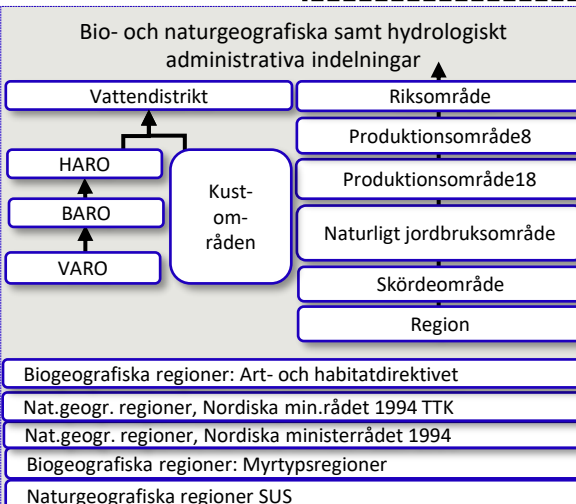 Bio- och naturgeografiska samt hydrologiskt
administrativa indelningar
Vattendistrikt
HARO
BARO
VARO
Kust-
om-
råden
Riksområde
Produktionsområde8
Produktionsområde18
Naturligt jordbruksområde
Skördeområde
Region
Biogeografiska regioner: Art- och habitatdirektivet
Nat.geogr. regioner, Nordiska min.rådet 1994 TTK
Nat.geogr. regioner, Nordiska ministerrådet 1994
Biogeografiska regioner: Myrtypsregioner
Naturgeografiska regioner SUS